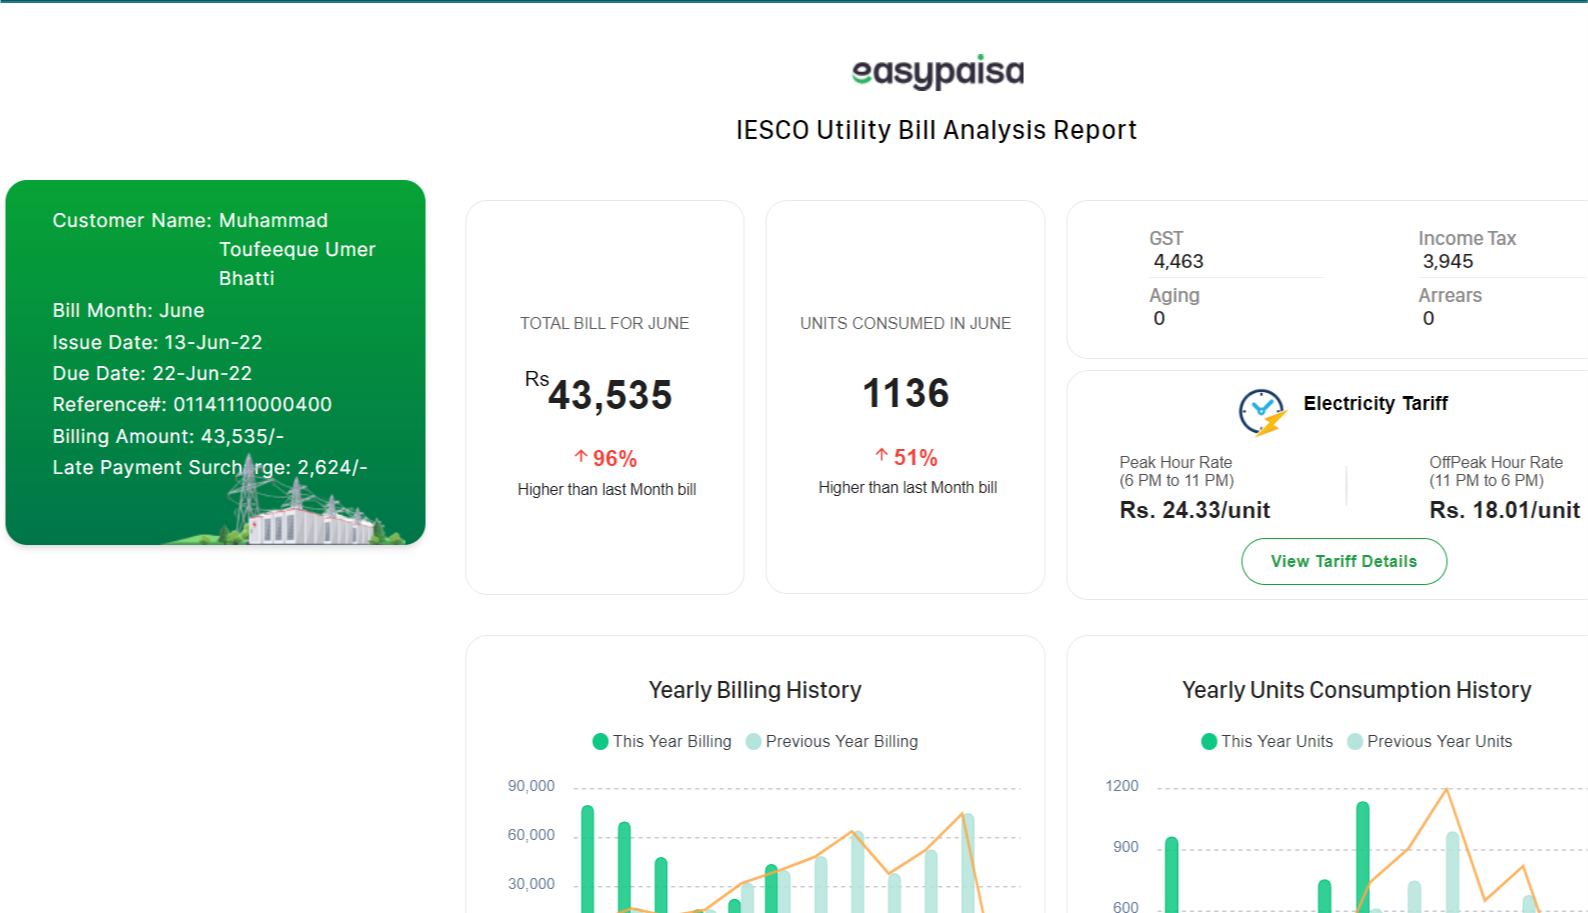 easypaisa
IESCO Utility Bill Analysis Report
Customer Name: Muhammad
Toufeeque Umer
Bhatti
Bill Month: June
Issue Date: 13-Jun-22
Due Date: 22-Jun-22
Reference#: 01141110000400
Billing Amount: 43,535/-
Late Payment Surcharge: 2,624/-
TOTAL BILL FOR JUNE
Rs43,535
↑ 96%
Higher than last Month bill
UNITS CONSUMED IN JUNE
1136
↑ 51%
Higher than last Month bill
GST
4,463
Income Tax
3,945
Aging
0
Arrears
0
Electricity Tariff
Peak Hour Rate
(6 PM to 11 PM)
Rs. 24.33/unit
OffPeak Hour Rate
(11 PM to 6 PM)
Rs. 18.01/unit
View Tariff Details
Yearly Billing History
This Year Billing
Previous Year Billing
90,000
60,000
30,000
Yearly Units Consumption History
This Year Units
Previous Year Units
1200
900
600